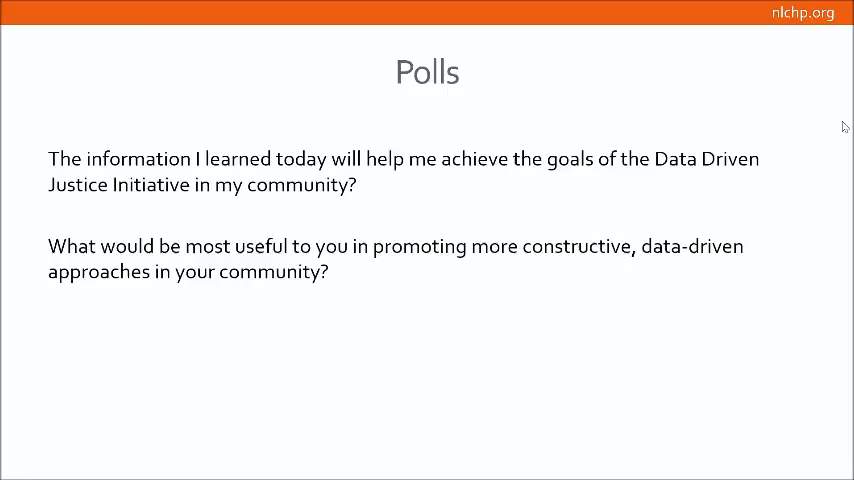 nlchp.org
Polls
The information I learned today will help me achieve the goals of the Data Driven
Justice Initiative in my community?
What would be most useful to you in promoting more constructive, data-driven
approaches in your community?